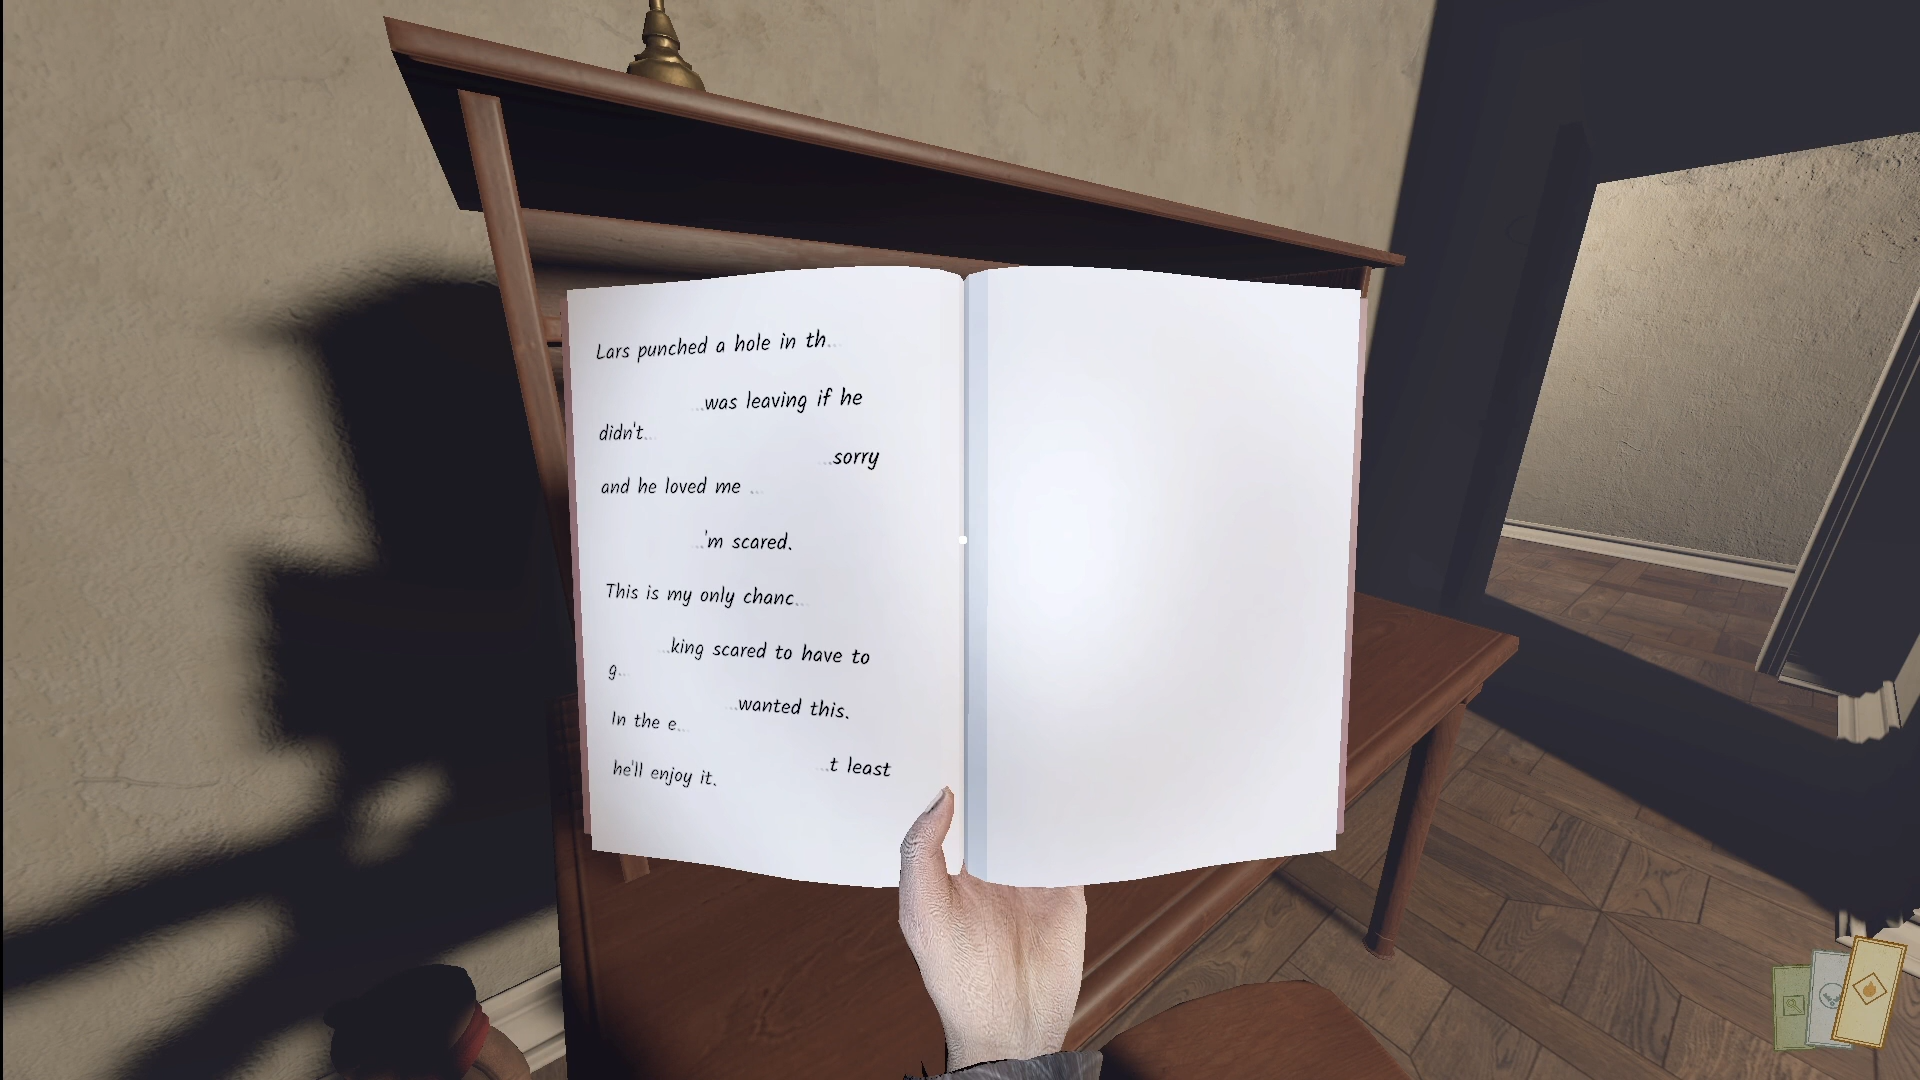 Lars punched a hole in th...
...was leaving if he
didn't...
...sorry
and he loved me ...
...'m scared.
This is my only chanc...
...king scared to have to
g...
...wanted this.
In the e...
...t least
he'll enjoy it.